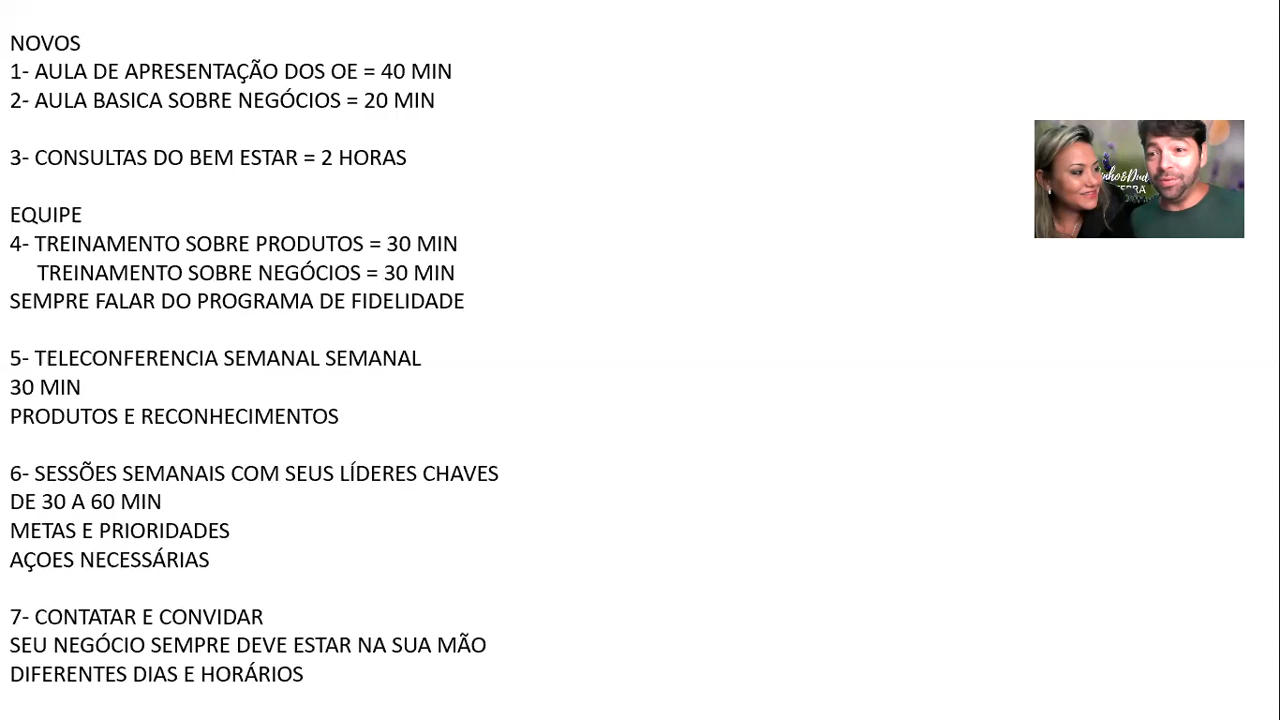 NOVOS
1- AULA DE APRESENTAÇÃO DOS OE = 40 MIN
2- AULA BASICA SOBRE NEGÓCIOS = 20 MIN
3- CONSULTAS DO BEM ESTAR = 2 HORAS
EQUIPE
4- TREINAMENTO SOBRE PRODUTOS = 30 MIN
TREINAMENTO SOBRE NEGÓCIOS = 30 MIN
SEMPRE FALAR DO PROGRAMA DE FIDELIDADE
5- TELECONFERENCIA SEMANAL SEMANAL
30 MIN
PRODUTOS E RECONHECIMENTOS
6- SESSÕES SEMANAIS COM SEUS LÍDERES CHAVES
DE 30 A 60 MIN
METAS E PRIORIDADES
AÇOES NECESSÁRIAS
7- CONTATAR E CONVIDAR
SEU NEGÓCIO SEMPRE DEVE ESTAR NA SUA MÃO
DIFERENTES DIAS E HORÁRIOS